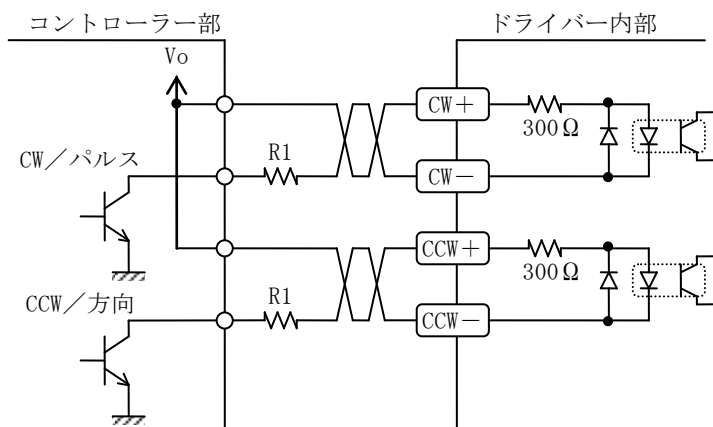 コントローラー部
ドライバー内部
Vo
CW+
300Ω
CW/パルス
R1
CW-
CCW+
300Ω
CCW/方向
R1
CCW-